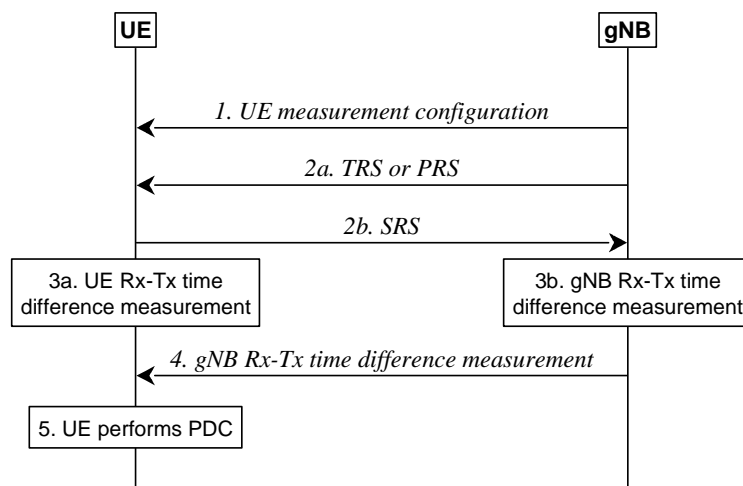 UE
gNB
1. UE measurement configuration
2a. TRS or PRS
2b. SRS
3a. UE Rx-Tx time
difference measurement
3b. gNB Rx-Tx time
difference measurement
4. gNB Rx-Tx time difference measurement
5. UE performs PDC